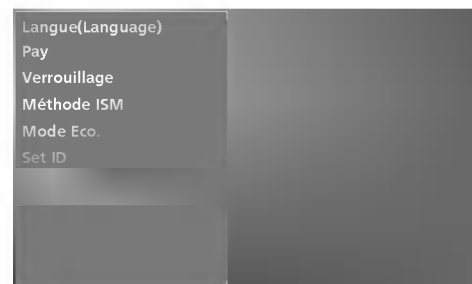 Langue(Language)
Pay
Verrouillage
Méthode ISM
Mode Eco.
Set ID